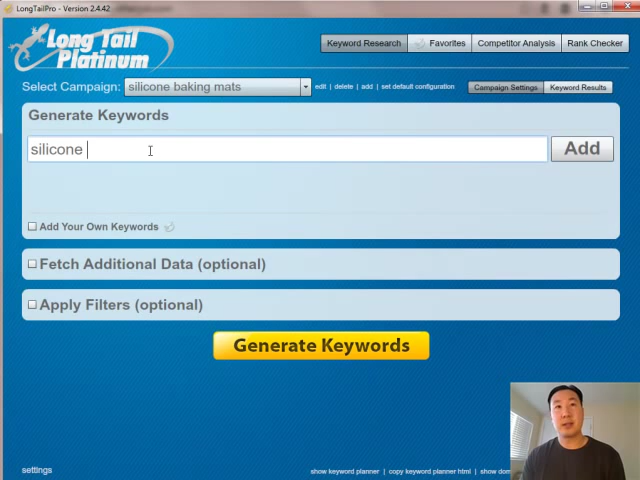 LongTailPro - Version 2.4.42
Long Tail
Platinum
Keyword Research
Favorites
Competitor Analysis
Rank Checker
Select Campaign: silicone baking mats
edit | delete | add | set default configuration
Campaign Settings
Keyword Results
Generate Keywords
silicone
Add
Add Your Own Keywords
Fetch Additional Data (optional)
Apply Filters (optional)
Generate Keywords
settings
show keyword planner | copy keyword planner html | show